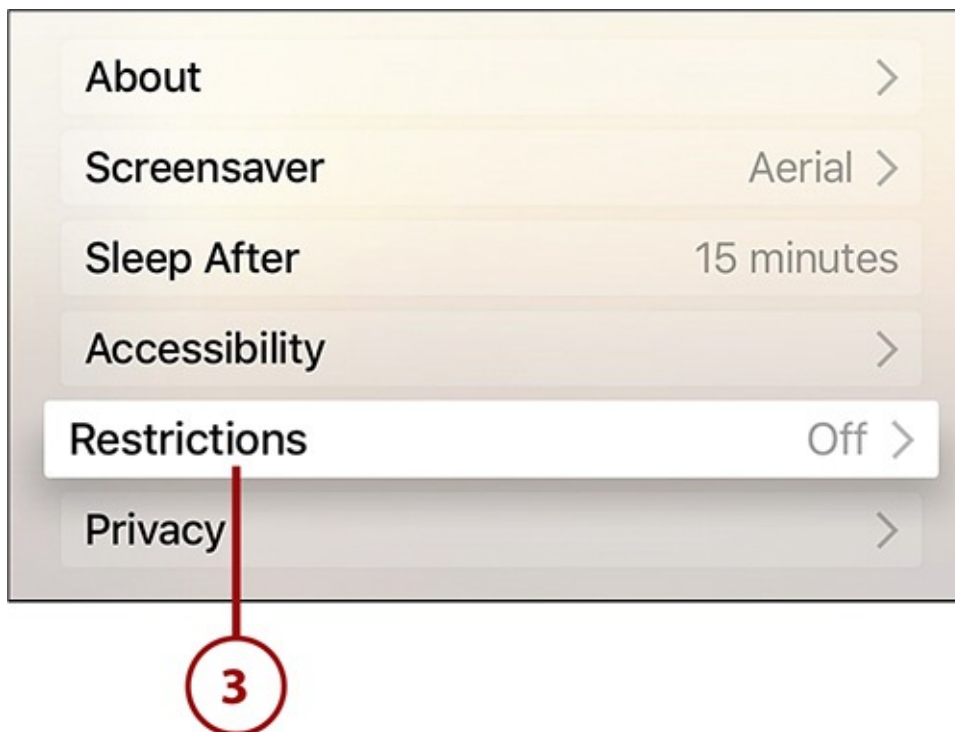 About
Screensaver Aerial
Sleep After 15 minutes
Accessibility
Restrictions Off
Privacy
3